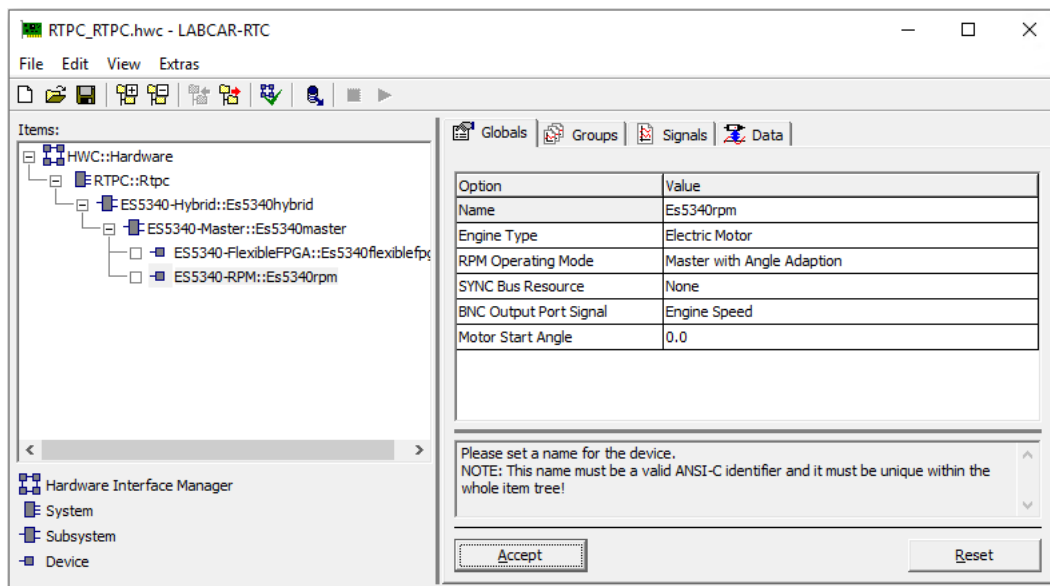 RTPC_RTPC.hwc - LABCAR-RTC
File Edit View Extras
Items:
HWC::Hardware
RTPC::Rtpc
ES5340-Hybrid::Es5340hybrid
ES5340-Master::Es5340master
ES5340-FlexibleFPGA::Es5340flexiblefpg
ES5340-RPM::Es5340rpm
Hardware Interface Manager
System
Subsystem
Device
Globals Groups Signals Data
Option Value
Name Es5340rpm
Engine Type Electric Motor
RPM Operating Mode Master with Angle Adaption
SYNC Bus Resource None
BNC Output Port Signal Engine Speed
Motor Start Angle 0.0
Please set a name for the device.
NOTE: This name must be a valid ANSI-C identifier and it must be unique within the
whole item tree!
Accept Reset